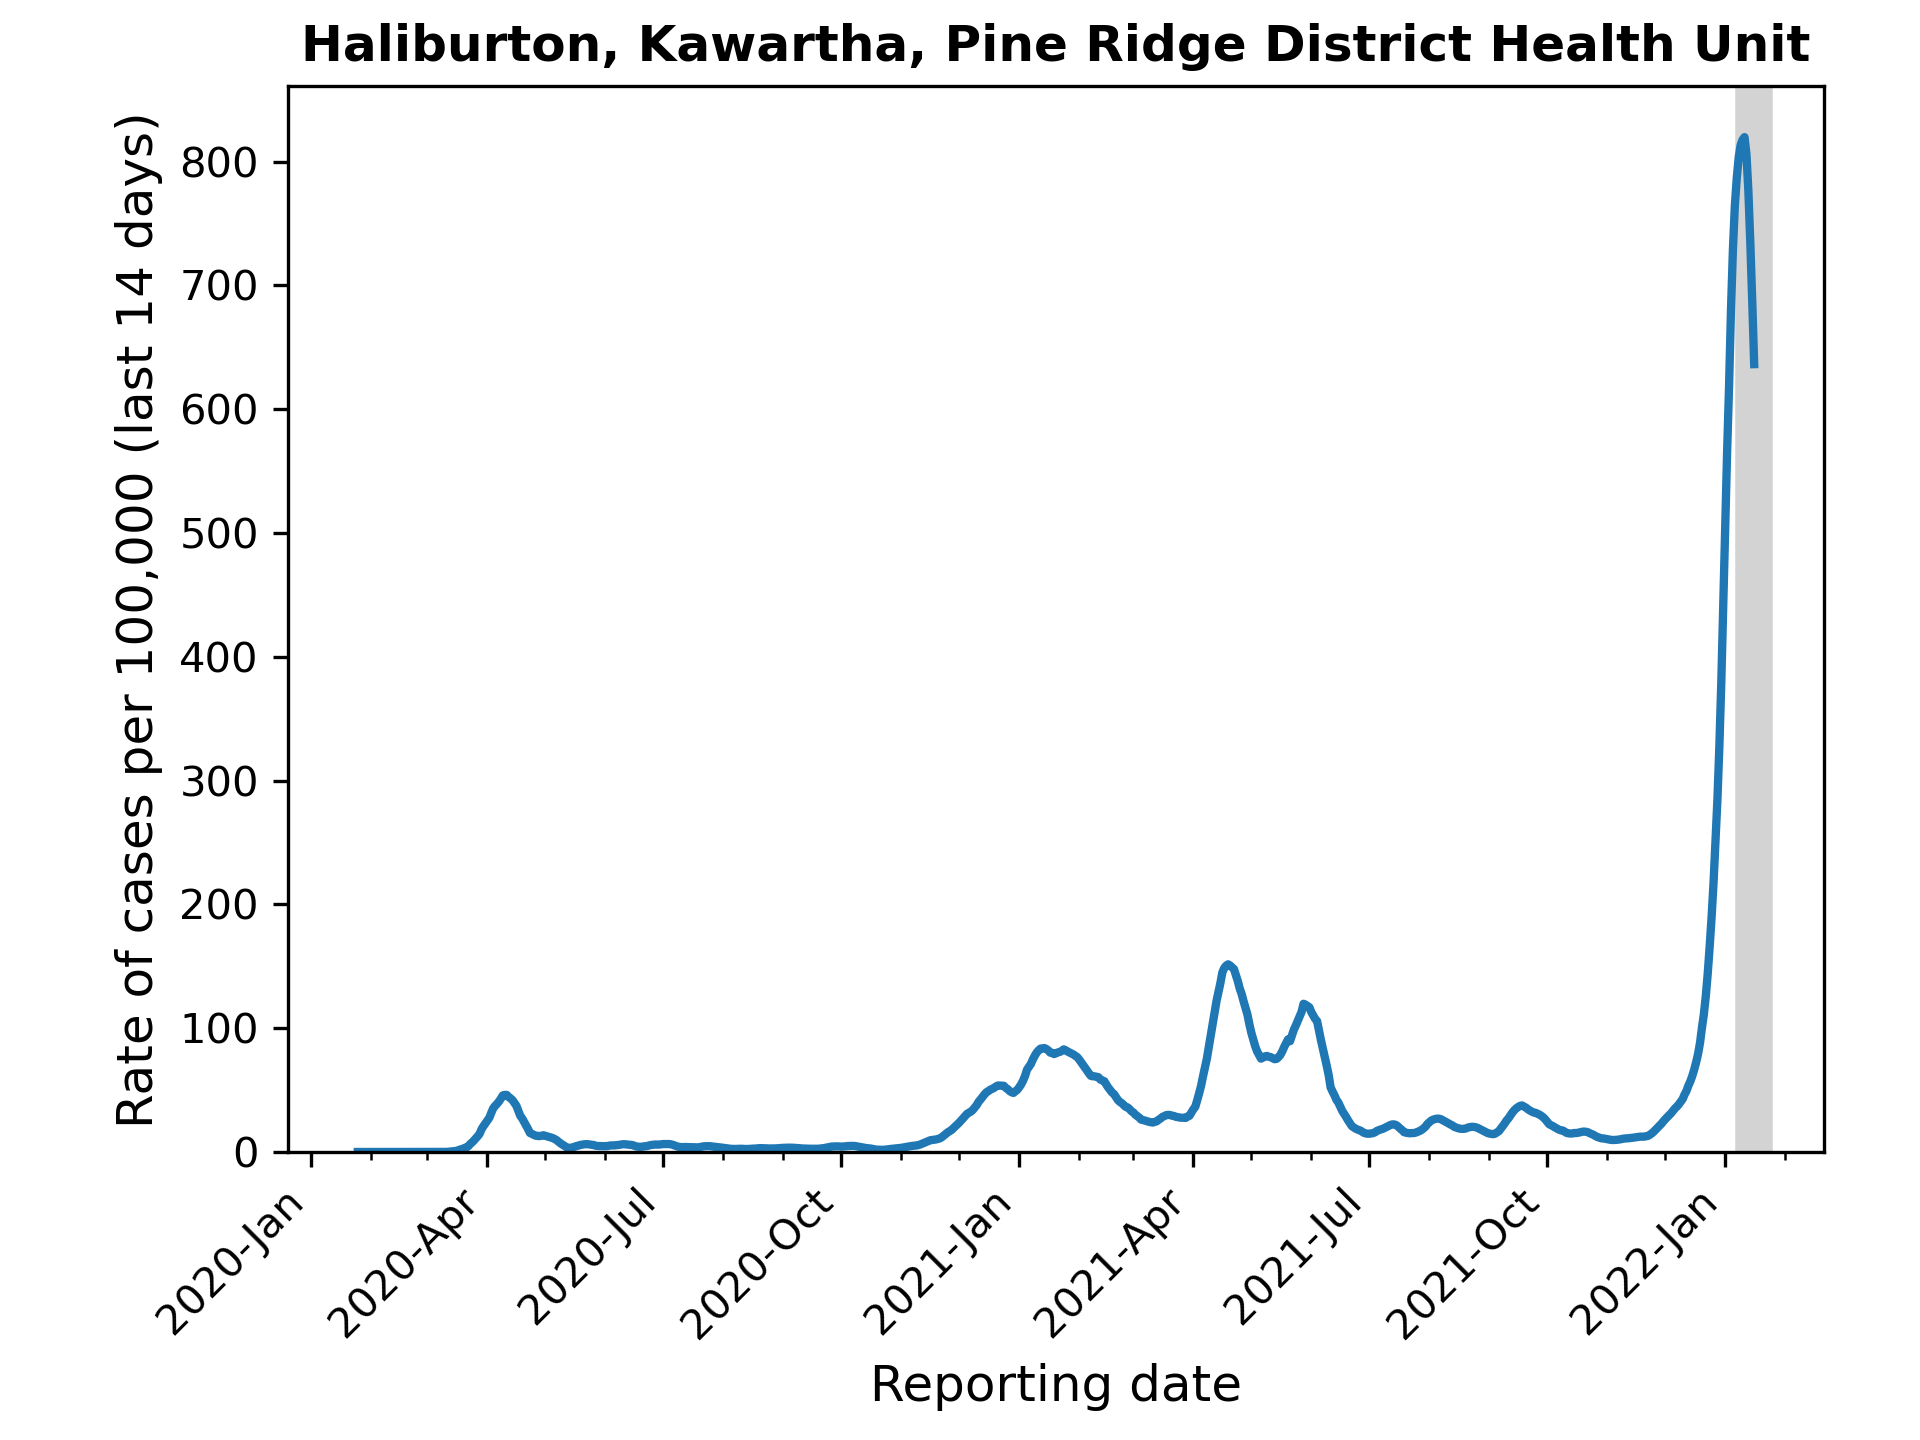 Haliburton, Kawartha, Pine Ridge District Health Unit
Rate of cases per 100,000 (last 14 days)
800
700
600
500
400
300
200
100
0
2020-Jan
2020-Apr
2020-Jul
2020-Oct
2021-Jan
2021-Apr
2021-Jul
2021-Oct
2022-Jan
Reporting date